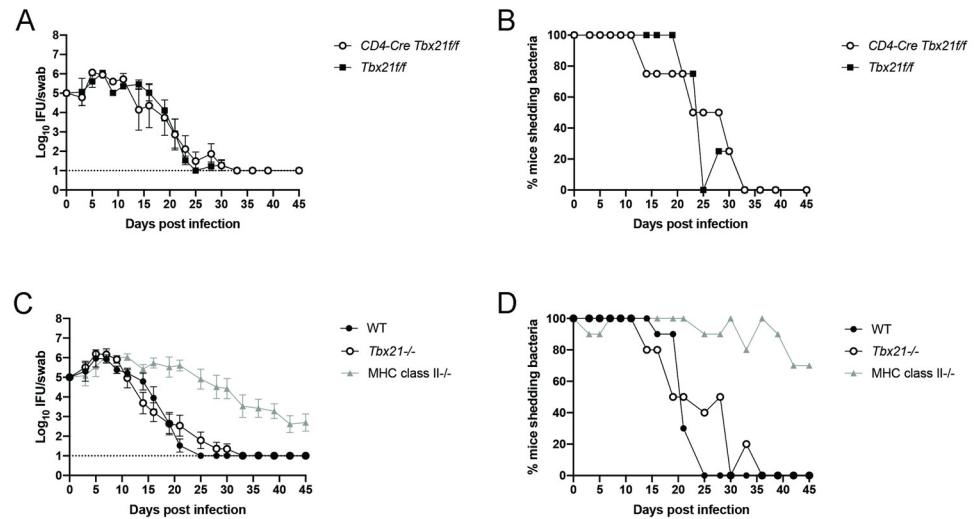 A
8
7
6
5
4
3
2
1
0
Log10 IFU/swab
0 5 10 15 20 25 30 35 40 45
Days post infection
CD4-Cre Tbx21f/f
Tbx21f/f
B
100
80
60
40
20
0
% mice shedding bacteria
0 5 10 15 20 25 30 35 40 45
Days post infection
CD4-Cre Tbx21f/f
Tbx21f/f
C
8
7
6
5
4
3
2
1
0
Log10 IFU/swab
0 5 10 15 20 25 30 35 40 45
Days post infection
WT
Tbx21-/-
MHC class II-/-
D
100
80
60
40
20
0
% mice shedding bacteria
0 5 10 15 20 25 30 35 40 45
Days post infection
WT
Tbx21-/-
MHC class II-/-